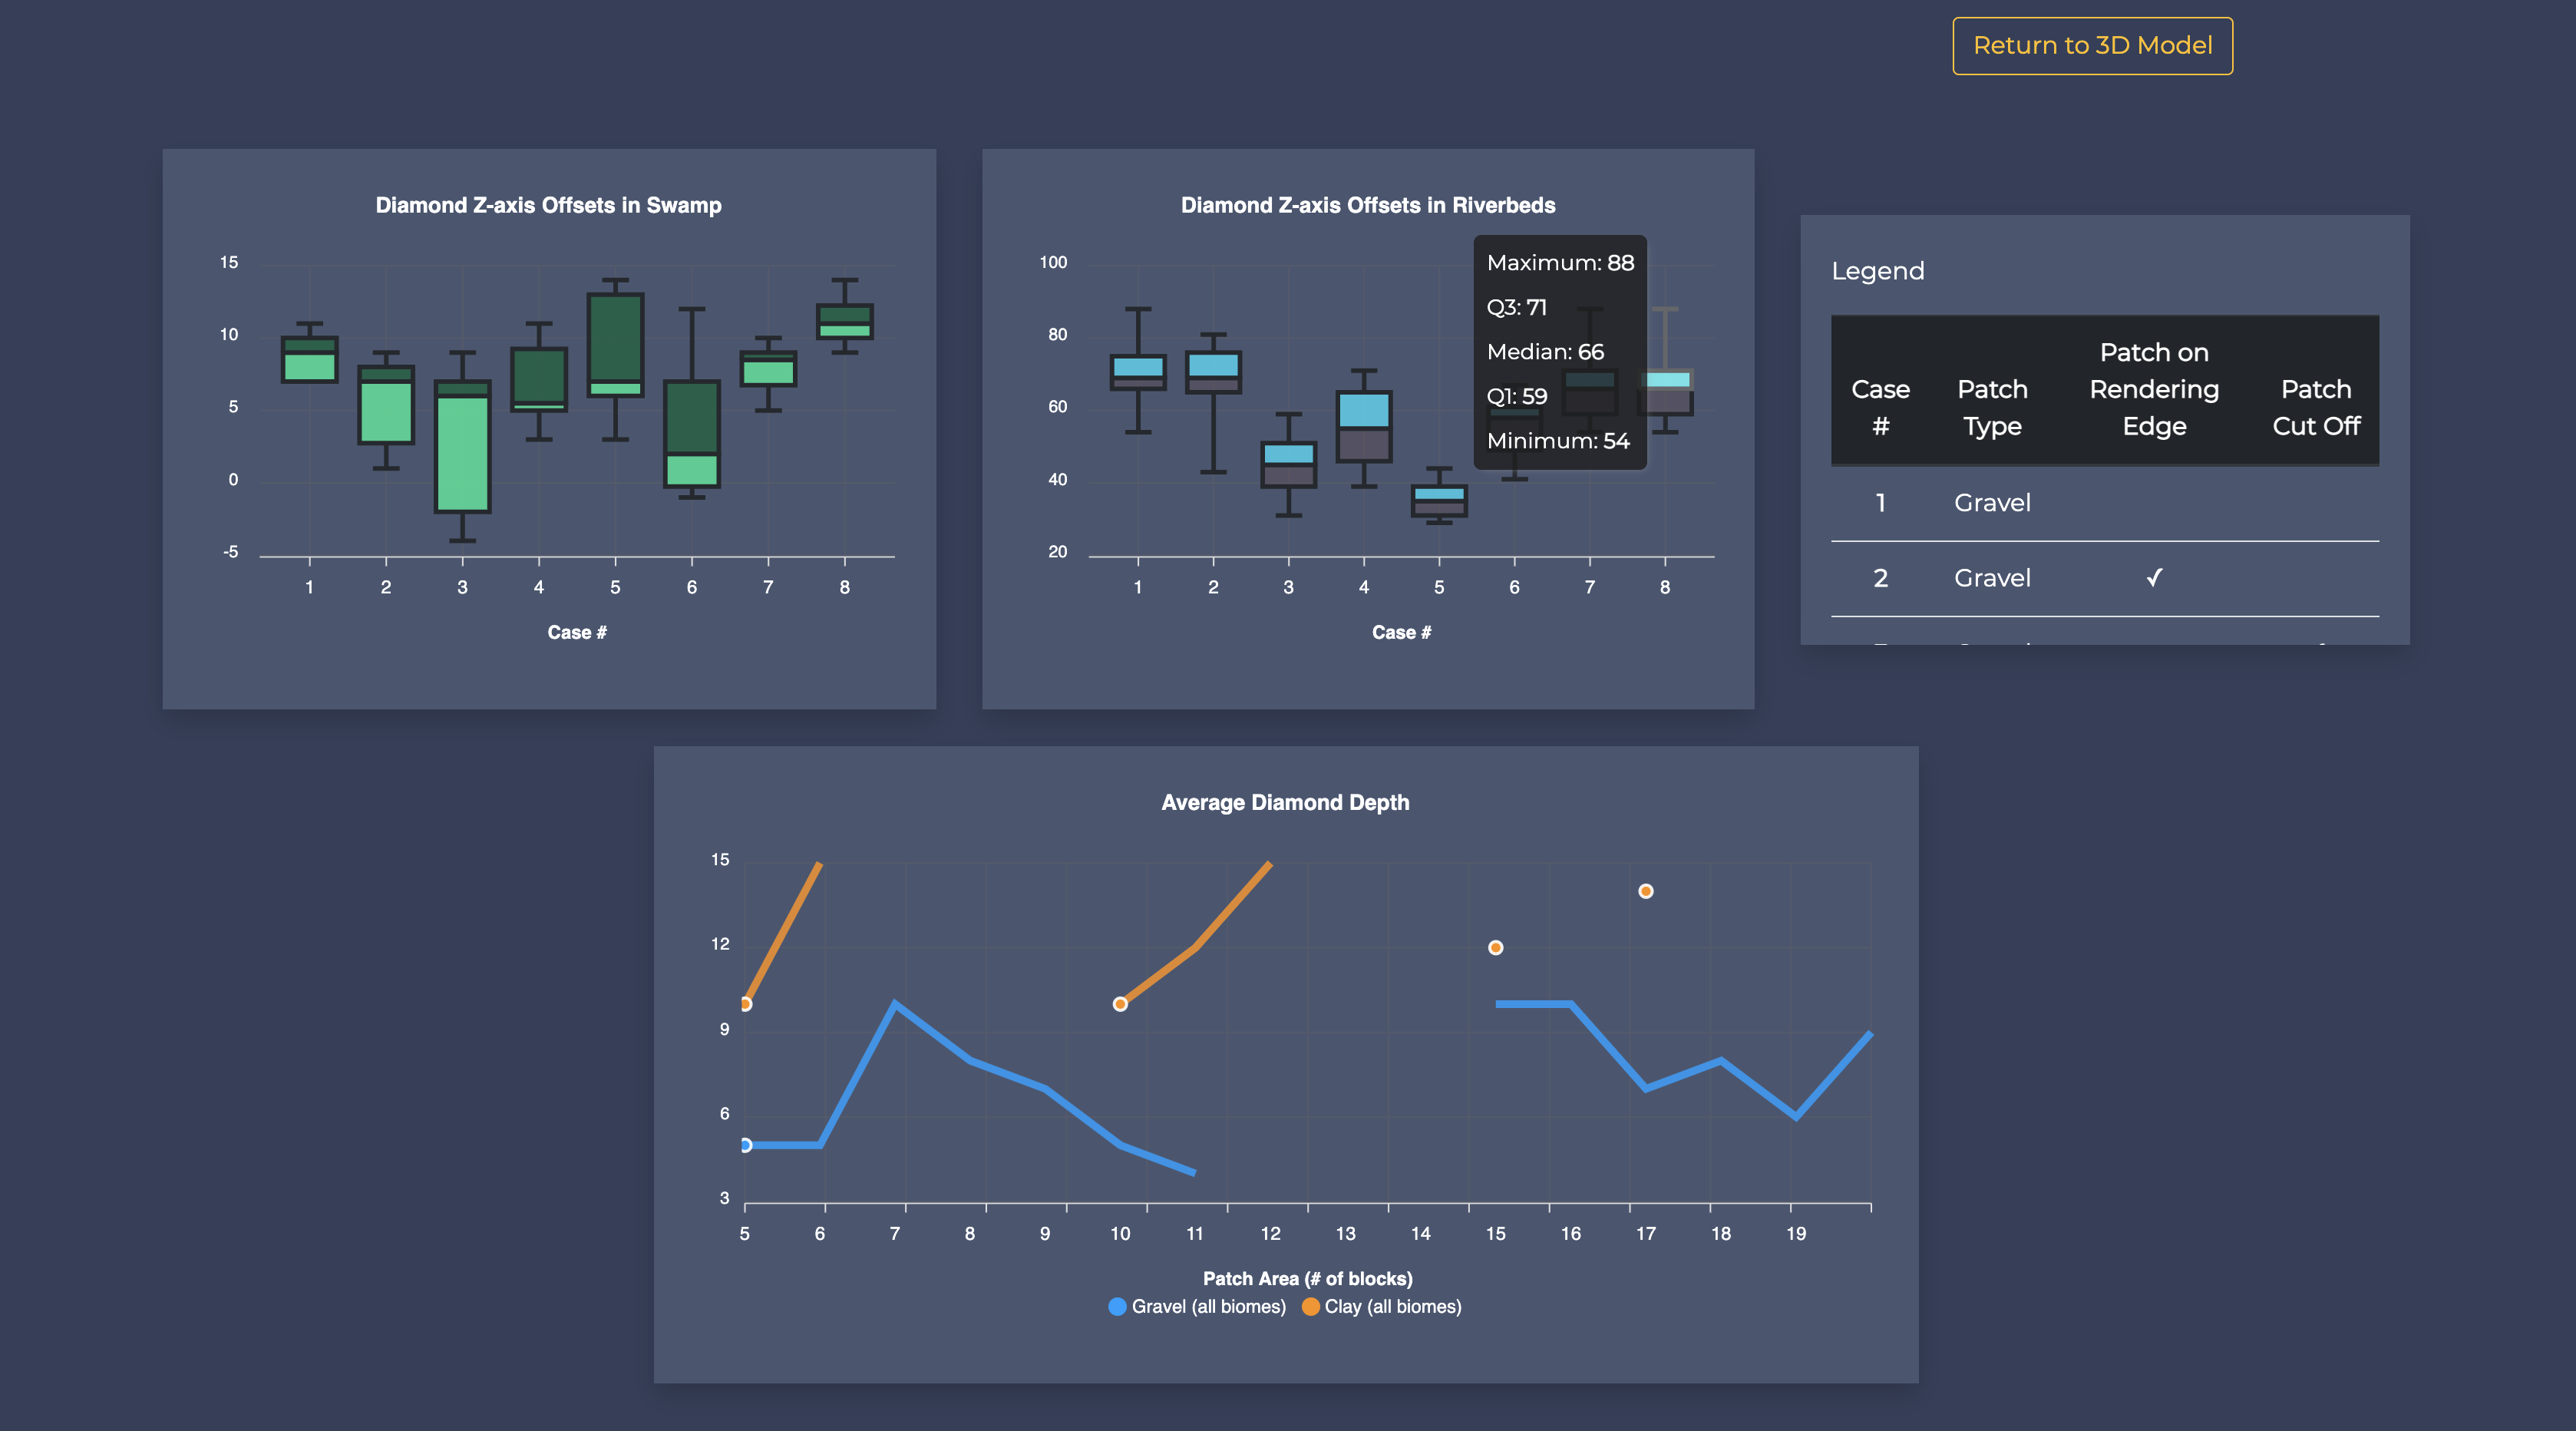 Return to 3D Model
Diamond Z-axis Offsets in Swamp
15
10
5
0
-5
1 2 3 4 5 6 7 8
Case #
Diamond Z-axis Offsets in Riverbeds
100
80
60
40
20
Maximum: 88
Q3: 71
Median: 66
Q1: 59
Minimum: 54
1 2 3 4 5 6 7 8
Case #
Legend
Case # Patch Type Patch on Rendering Edge Patch Cut Off
1 Gravel
2 Gravel ✓
Average Diamond Depth
15
12
9
6
3
5 6 7 8 9 10 11 12 13 14 15 16 17 18 19
Patch Area (# of blocks)
Gravel (all biomes) Clay (all biomes)